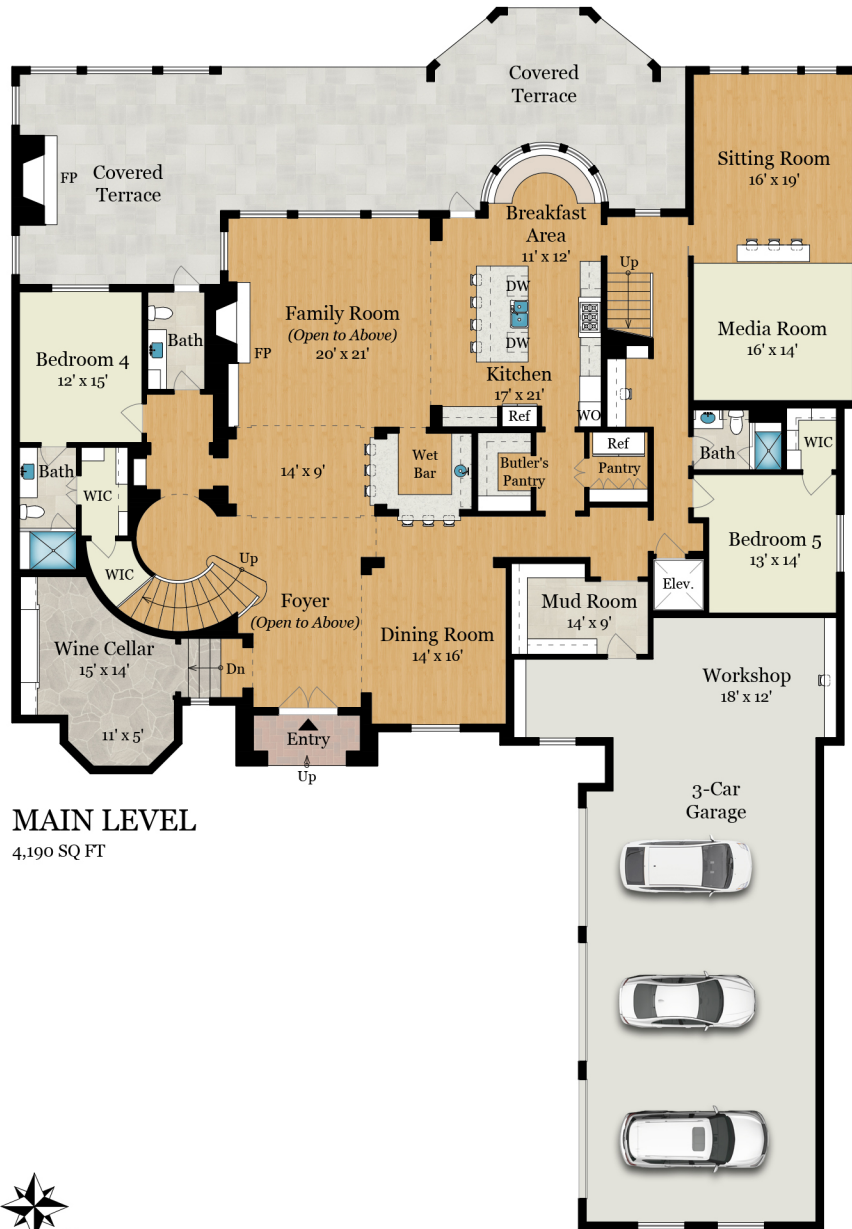 Covered
Terrace
Sitting Room
16' x 19'
FP
Covered
Terrace
Breakfast
Area
11' x 12'
Up
DW
Family Room
(Open to Above)
20' x 21'
Bath
FP
Bedroom 4
12' x 15'
DW
Media Room
16' x 14'
Kitchen
17' x 21'
Ref
WO
Ref
Wet
Bar
Butler's
Pantry
Pantry
14' x 9'
Bath
WIC
Bath
WIC
WIC
Up
Bedroom 5
13' x 14'
Elev.
Foyer
(Open to Above)
Mud Room
14' x 9'
Dining Room
14' x 16'
Wine Cellar
15' x 14'
Dn
Workshop
18' x 12'
11' x 5'
Entry
Up
3-Car
Garage
MAIN LEVEL
4,190 SQ FT